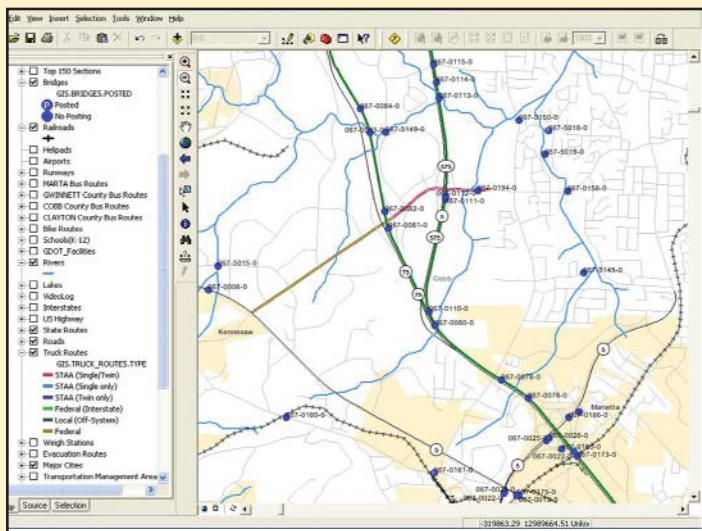 Edit View Insert Selection Tools Window Help
Top 150 Sections
Bridges
GIS.BRIDGES.POSTED
P Posted
No Posting
Railroads
Helipads
Airports
Runways
MARTA Bus Routes
GWINNETT County Bus Routes
COBB County Bus Routes
CLAYTON County Bus Routes
Bike Routes
Schools(K-12)
GDOT_Facilities
Rivers
Lakes
VideoLog
Interstates
US Highway
State Routes
Roads
Truck Routes
GIS.TRUCK_ROUTES.TYPE
STAA (Single/Twin)
STAA (Single only)
STAA (Twin only)
Federal (Interstate)
Local (Off-System)
Federal
Weigh Stations
Evacuation Routes
Major Cities
Transportation Management Area
Source
Selection
100%
067-0115-0
067-0114-0
067-0113-0
067-0084-0
067-5149-0
067-5018-0
067-5019-0
067-0158-0
067-0194-0
067-0111-0
575
5
067-0082-0
067-0081-0
575
067-5015-0
067-0006-0
75
Cobb
067-5145-0
75
067-0110-0
067-0080-0
Kennesaw
5
067-0078-0
067-0076-0
067-0180-0
Marietta
067-0186-0
5
067-0025-0
067-0026-0
067-0022-0
067-0173-0
067-0161-0
5
-319863.29 12989664.51 Unkn